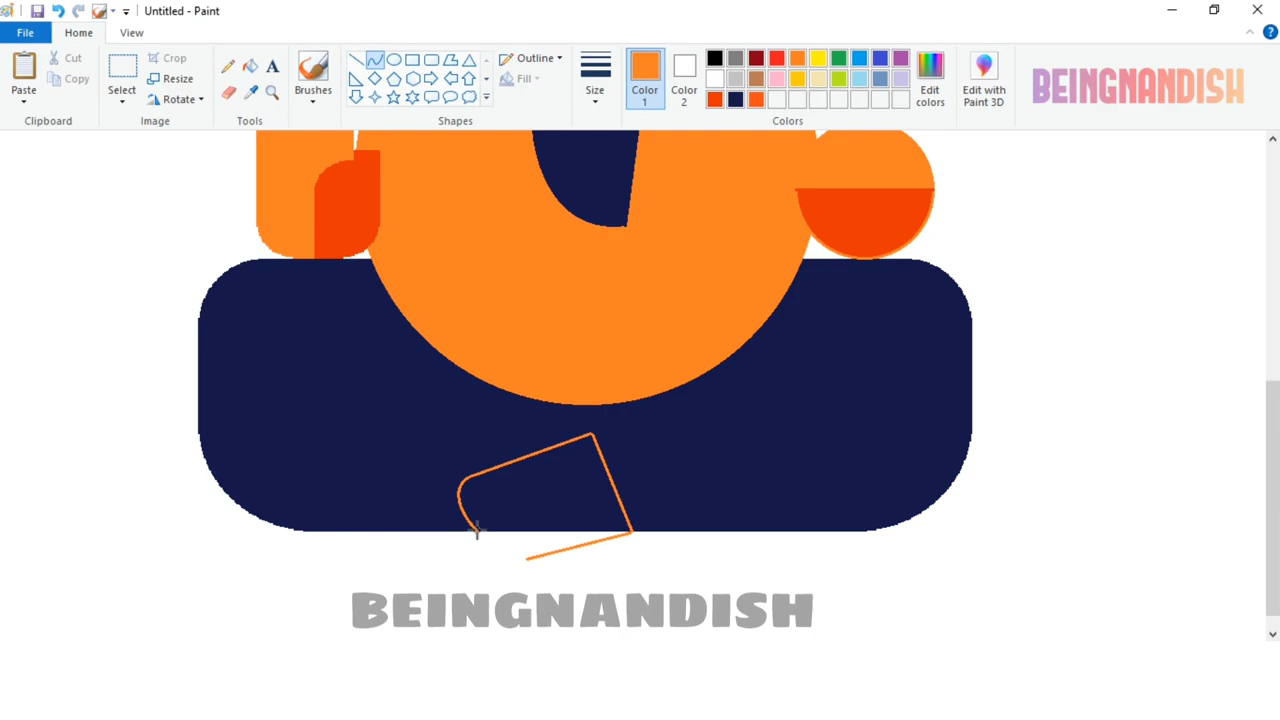 Untitled - Paint
File Home View
Paste
Cut
Copy
Clipboard
Select
Crop
Resize
Rotate
Image
A
Tools
Brushes
Outline
Fill
Shapes
Size
Color 1
Color 2
Edit colors
Edit with Paint 3D
Colors
BEINGNANDISH
BEINGNANDISH